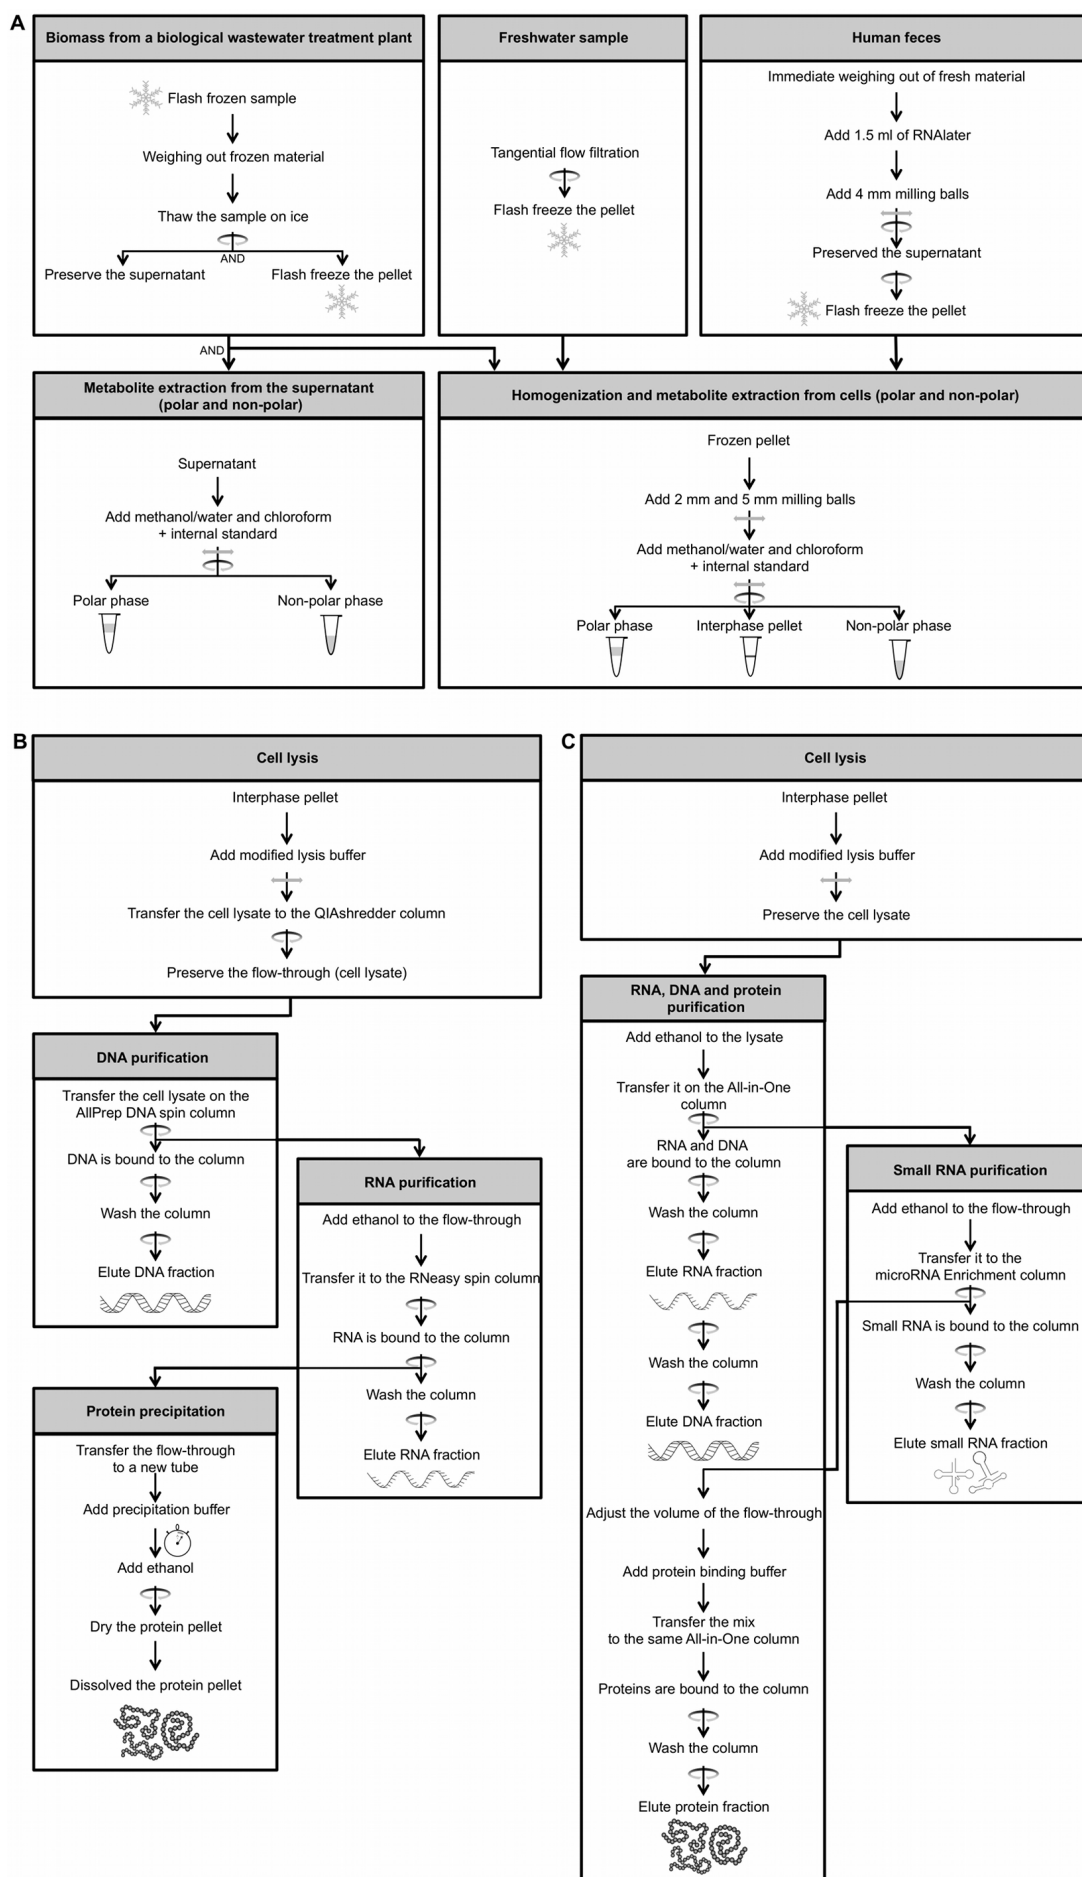 A
Biomass from a biological wastewater treatment plant
Flash frozen sample
Weighing out frozen material
Thaw the sample on ice
AND
Preserve the supernatant
Flash freeze the pellet
Freshwater sample
Tangential flow filtration
Flash freeze the pellet
Human feces
Immediate weighing out of fresh material
Add 1.5 ml of RNAlater
Add 4 mm milling balls
Preserved the supernatant
Flash freeze the pellet
AND
Metabolite extraction from the supernatant
(polar and non-polar)
Supernatant
Add methanol/water and chloroform
+ internal standard
Polar phase
Non-polar phase
Homogenization and metabolite extraction from cells (polar and non-polar)
Frozen pellet
Add 2 mm and 5 mm milling balls
Add methanol/water and chloroform
+ internal standard
Polar phase
Interphase pellet
Non-polar phase
B
Cell lysis
Interphase pellet
Add modified lysis buffer
Transfer the cell lysate to the QIAshredder column
Preserve the flow-through (cell lysate)
DNA purification
Transfer the cell lysate on the
AllPrep DNA spin column
DNA is bound to the column
Wash the column
Elute DNA fraction
RNA purification
Add ethanol to the flow-through
Transfer it to the RNeasy spin column
RNA is bound to the column
Wash the column
Elute RNA fraction
Protein precipitation
Transfer the flow-through
to a new tube
Add precipitation buffer
Add ethanol
Dry the protein pellet
Dissolved the protein pellet
C
Cell lysis
Interphase pellet
Add modified lysis buffer
Preserve the cell lysate
RNA, DNA and protein
purification
Add ethanol to the lysate
Transfer it on the All-in-One
column
RNA and DNA
are bound to the column
Wash the column
Elute RNA fraction
Wash the column
Elute DNA fraction
Adjust the volume of the flow-through
Add protein binding buffer
Transfer the mix
to the same All-in-One column
Proteins are bound to the column
Wash the column
Elute protein fraction
Small RNA purification
Add ethanol to the flow-through
Transfer it to the
microRNA Enrichment column
Small RNA is bound to the column
Wash the column
Elute small RNA fraction